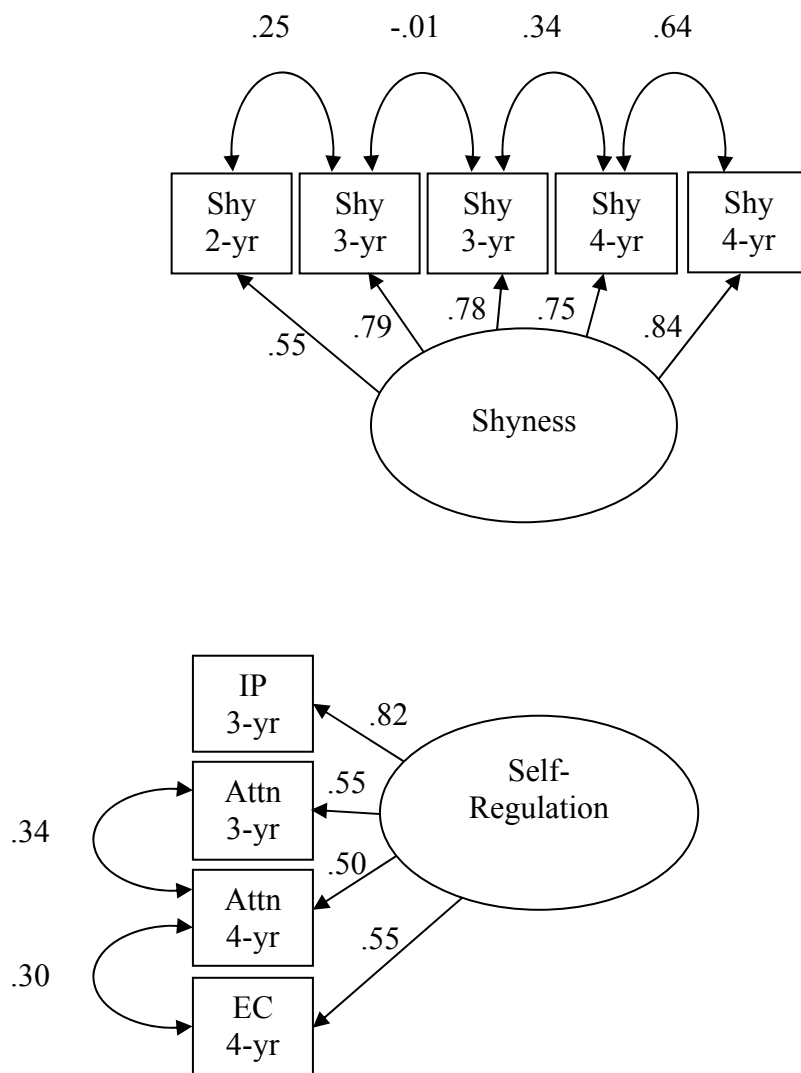 .25 -.01 .34 .64
Shy Shy Shy Shy Shy
2-yr 3-yr 3-yr 4-yr 4-yr
.55 .79 .78 .75 .84
Shyness
IP
3-yr
.82
Attn
3-yr
.55
Self-
Regulation
.34
Attn
4-yr
.50
.30
EC
4-yr
.55